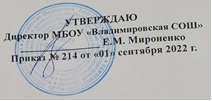 УТВЕРЖДАЮ
Директор МБОУ «Владимировская СОШ»
Е.М. Мироненко
Приказ № 214 от «01» сентября 2022 г.